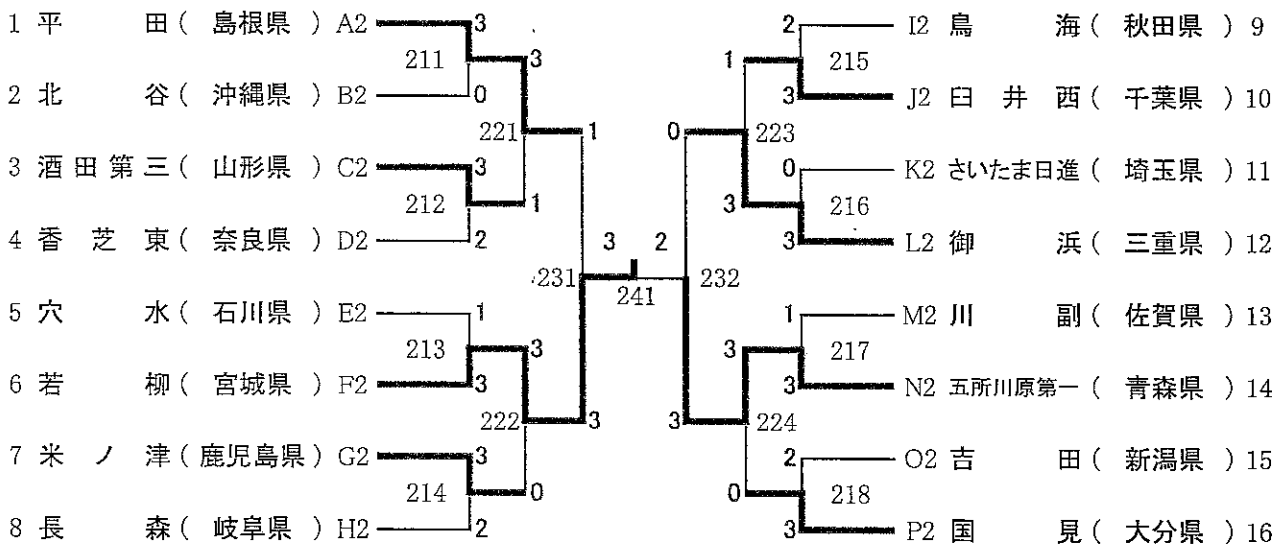 1 平田 ( 島根県 ) A2 3 2 I2 鳥海 ( 秋田県 ) 9
211 3 1 215
2 北谷 ( 沖縄県 ) B2 0 3 J2 臼井西 ( 千葉県 ) 10
221 1 0 223
3 酒田第三 ( 山形県 ) C2 3 0 K2 さいたま日進 ( 埼玉県 ) 11
212 1 3 216
4 香芝東 ( 奈良県 ) D2 2 3 L2 御浜 ( 三重県 ) 12
3 2
231 241 232
5 穴水 ( 石川県 ) E2 1 1 M2 川副 ( 佐賀県 ) 13
213 3 3 217
6 若柳 ( 宮城県 ) F2 3 3 N2 五所川原第一 ( 青森県 ) 14
222 3 3 224
7 米ノ津 ( 鹿児島県 ) G2 3 2 O2 吉田 ( 新潟県 ) 15
214 0 0 218
8 長森 ( 岐阜県 ) H2 2 3 P2 国見 ( 大分県 ) 16